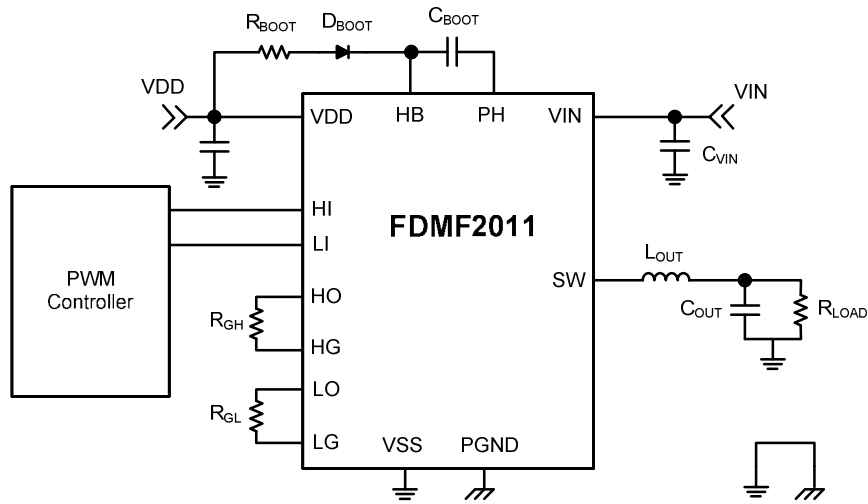 RBOOT DBOOT CBOOT
VDD VIN
VDD HB PH VIN
CVIN
HI
FDMF2011
LI
LOUT
PWM
Controller
SW
HO
RGH
COUT RLOAD
HG
LO
RGL
LG VSS PGND